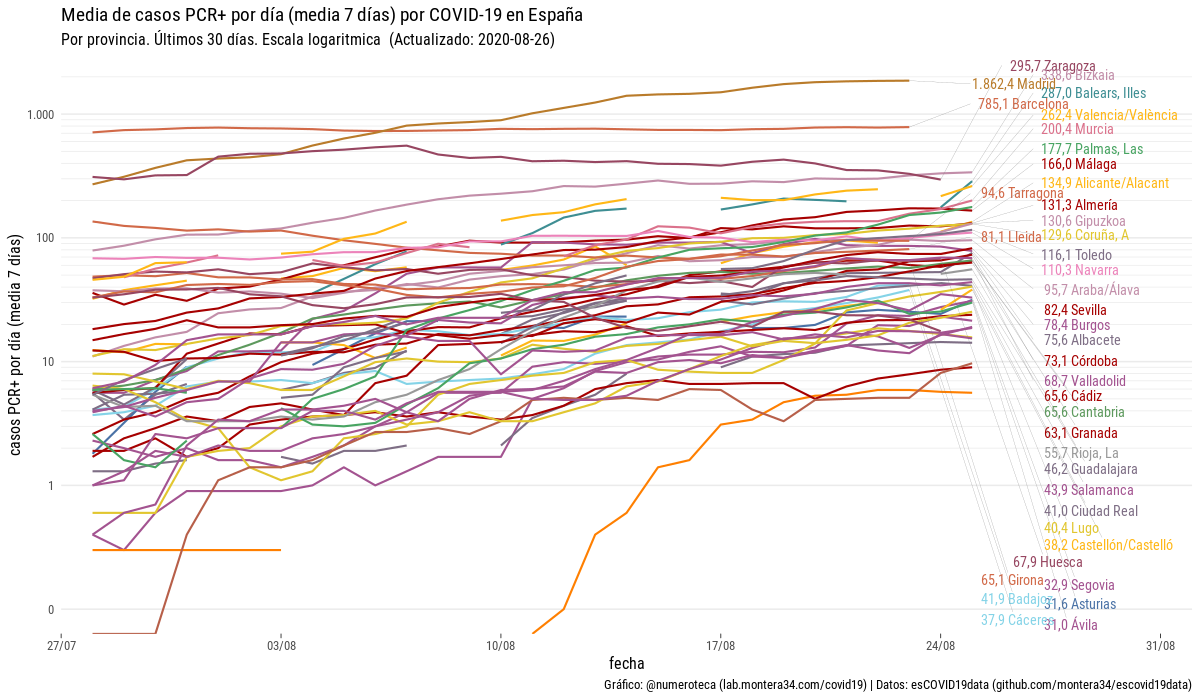 Media de casos PCR+ por día (media 7 días) por COVID-19 en España
Por provincia. Últimos 30 días. Escala logaritmica (Actualizado: 2020-08-26)
casos PCR+ por día (media 7 días)
1.000
100
10
1
0
295,7 Zaragoza
338,6 Bizkaia
1.862,4 Madrid
287,0 Balears, Illes
785,1 Barcelona
262,4 Valencia/València
200,4 Murcia
177,7 Palmas, Las
166,0 Málaga
134,9 Alicante/Alacant
94,6 Tarragona
131,3 Almería
130,6 Gipuzkoa
129,6 Coruña, A
81,1 Lleida
116,1 Toledo
110,3 Navarra
95,7 Araba/Álava
82,4 Sevilla
78,4 Burgos
75,6 Albacete
73,1 Córdoba
68,7 Valladolid
65,6 Cádiz
65,6 Cantabria
63,1 Granada
55,7 Rioja, La
46,2 Guadalajara
43,9 Salamanca
41,0 Ciudad Real
40,4 Lugo
38,2 Castellón/Castelló
67,9 Huesca
65,1 Girona
32,9 Segovia
41,9 Badajoz
31,6 Asturias
37,9 Cáceres
31,0 Ávila
27/07
03/08
10/08
17/08
24/08
31/08
fecha
Gráfico: @numeroteca (lab.montera34.com/covid19) | Datos: esCOVID19data (github.com/montera34/escovid19data)